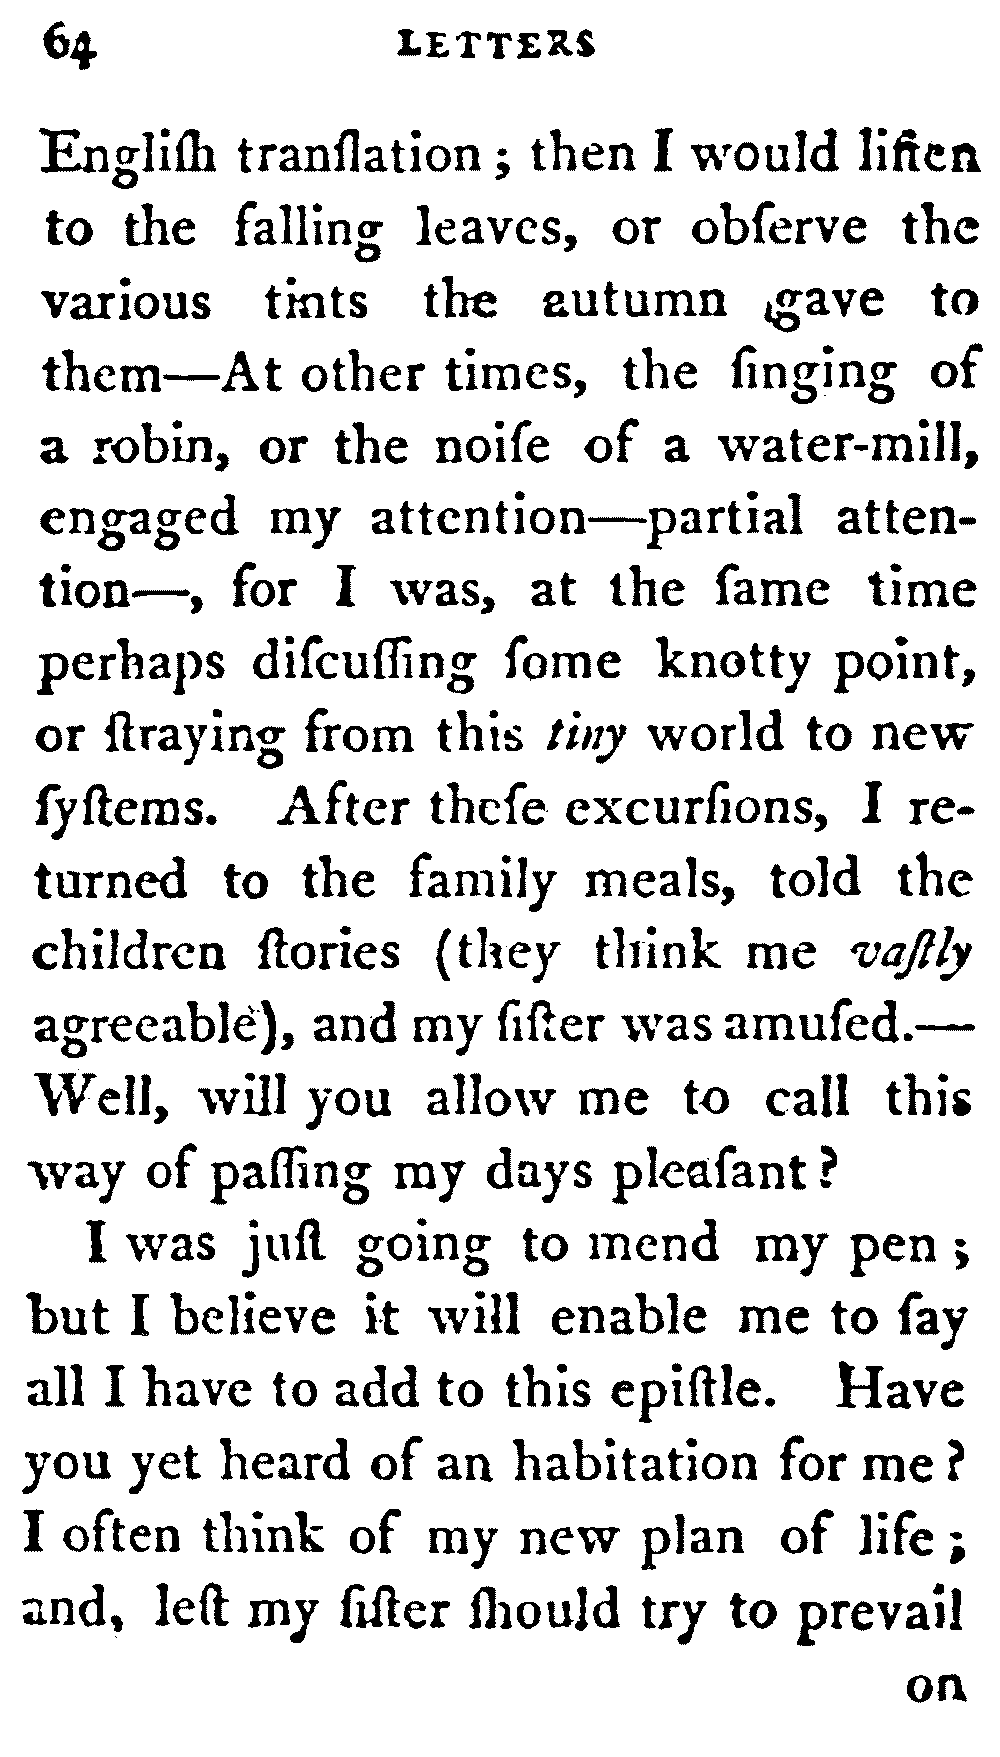 64 LETTERS
Engliſh tranſlation ; then I would liſten
to the falling leaves, or obſerve the
various tints the autumn gave to
them—At other times, the ſinging of
a robin, or the noiſe of a water-mill,
engaged my attention—partial atten-
tion—, for I was, at the ſame time
perhaps diſcuſſing ſome knotty point,
or ſtraying from this tiny world to new
ſyſtems. After theſe excurſions, I re-
turned to the family meals, told the
children ſtories (they think me vaſtly
agreeable), and my ſiſter was amuſed.—
Well, will you allow me to call this
way of paſſing my days pleaſant ?
I was juſt going to mend my pen ;
but I believe it will enable me to ſay
all I have to add to this epiſtle. Have
you yet heard of an habitation for me ?
I often think of my new plan of life ;
and, leſt my ſiſter ſhould try to prevail
on